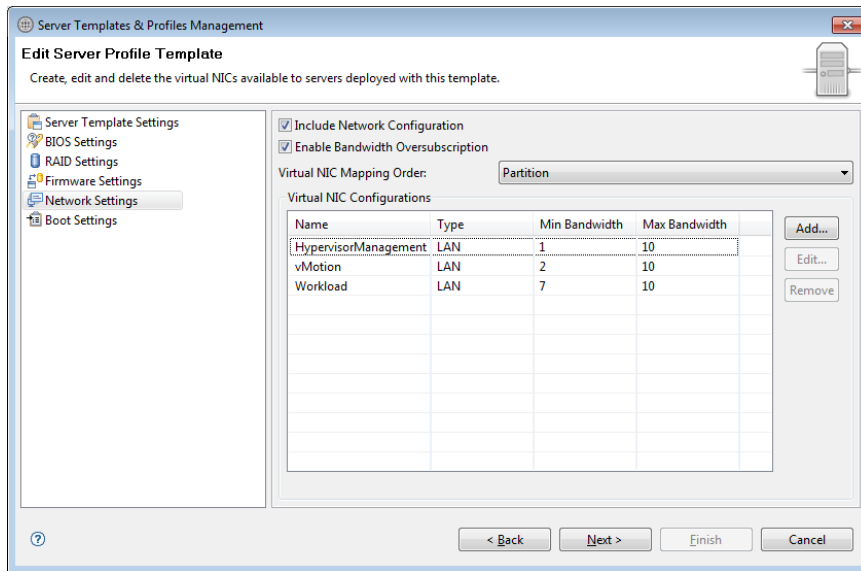 Server Templates & Profiles Management
Edit Server Profile Template
Create, edit and delete the virtual NICs available to servers deployed with this template.
Server Template Settings
BIOS Settings
RAID Settings
Firmware Settings
Network Settings
Boot Settings
Include Network Configuration
Enable Bandwidth Oversubscription
Virtual NIC Mapping Order: Partition
Virtual NIC Configurations
Name Type Min Bandwidth Max Bandwidth
HypervisorManagement LAN 1 10
vMotion LAN 2 10
Workload LAN 7 10
Add...
Edit...
Remove
< Back Next > Finish Cancel